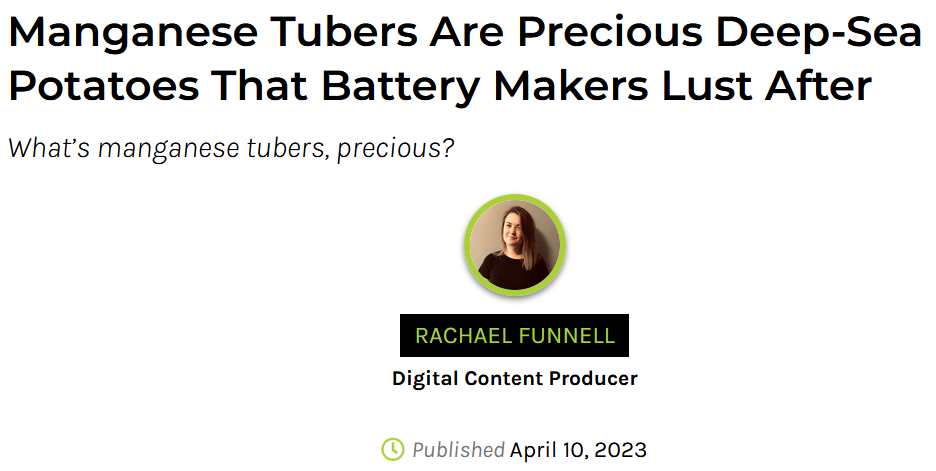 Manganese Tubers Are Precious Deep-Sea
Potatoes That Battery Makers Lust After
What’s manganese tubers, precious?
RACHAEL FUNNELL
Digital Content Producer
Published April 10, 2023